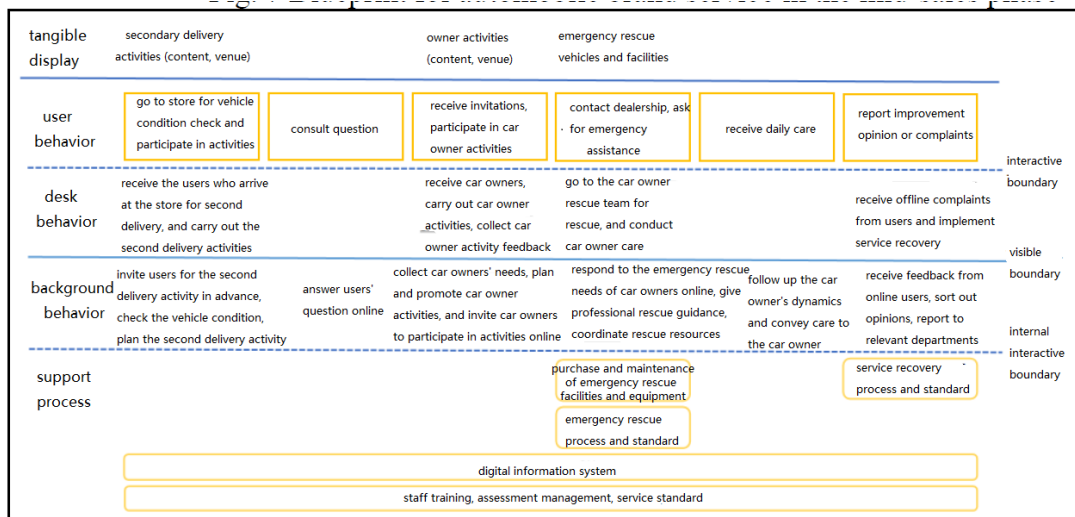 Fig. 4 Blueprint for automobile brand service in the mid-sales phase
tangible
display
secondary delivery
activities (content, venue)
owner activities
(content, venue)
emergency rescue
vehicles and facilities
user
behavior
go to store for vehicle
condition check and
participate in activities
consult question
receive invitations,
participate in car
owner activities
contact dealership, ask
for emergency
assistance
receive daily care
report improvement
opinion or complaints
interactive
boundary
desk
behavior
receive the users who arrive
at the store for second
delivery, and carry out the
second delivery activities
receive car owners,
carry out car owner
activities, collect car
owner activity feedback
go to the car owner
rescue team for
rescue, and conduct
car owner care
receive offline complaints
from users and implement
service recovery
visible
boundary
background
behavior
invite users for the second
delivery activity in advance,
check the vehicle condition,
plan the second delivery activity
answer users'
question online
collect car owners' needs, plan
and promote car owner
activities, and invite car owners
to participate in activities online
respond to the emergency rescue
needs of car owners online, give
professional rescue guidance,
coordinate rescue resources
follow up the car
owner's dynamics
and convey care to
the car owner
receive feedback from
online users, sort out
opinions, report to
relevant departments
internal
interactive
boundary
support
process
purchase and maintenance
of emergency rescue
facilities and equipment
service recovery
process and standard
emergency rescue
process and standard
digital information system
staff training, assessment management, service standard